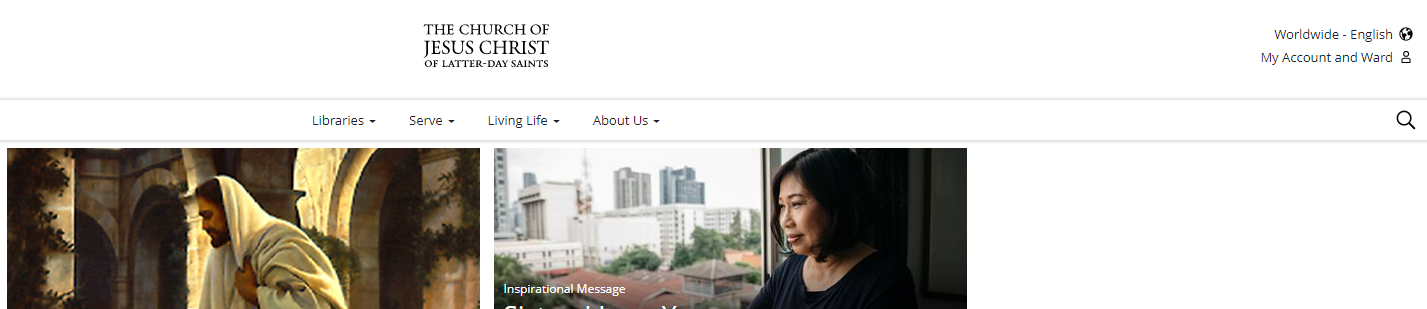 THE CHURCH OF
JESUS CHRIST
OF LATTER-DAY SAINTS
Worldwide - English
My Account and Ward
Libraries
Serve
Living Life
About Us
Inspirational Message